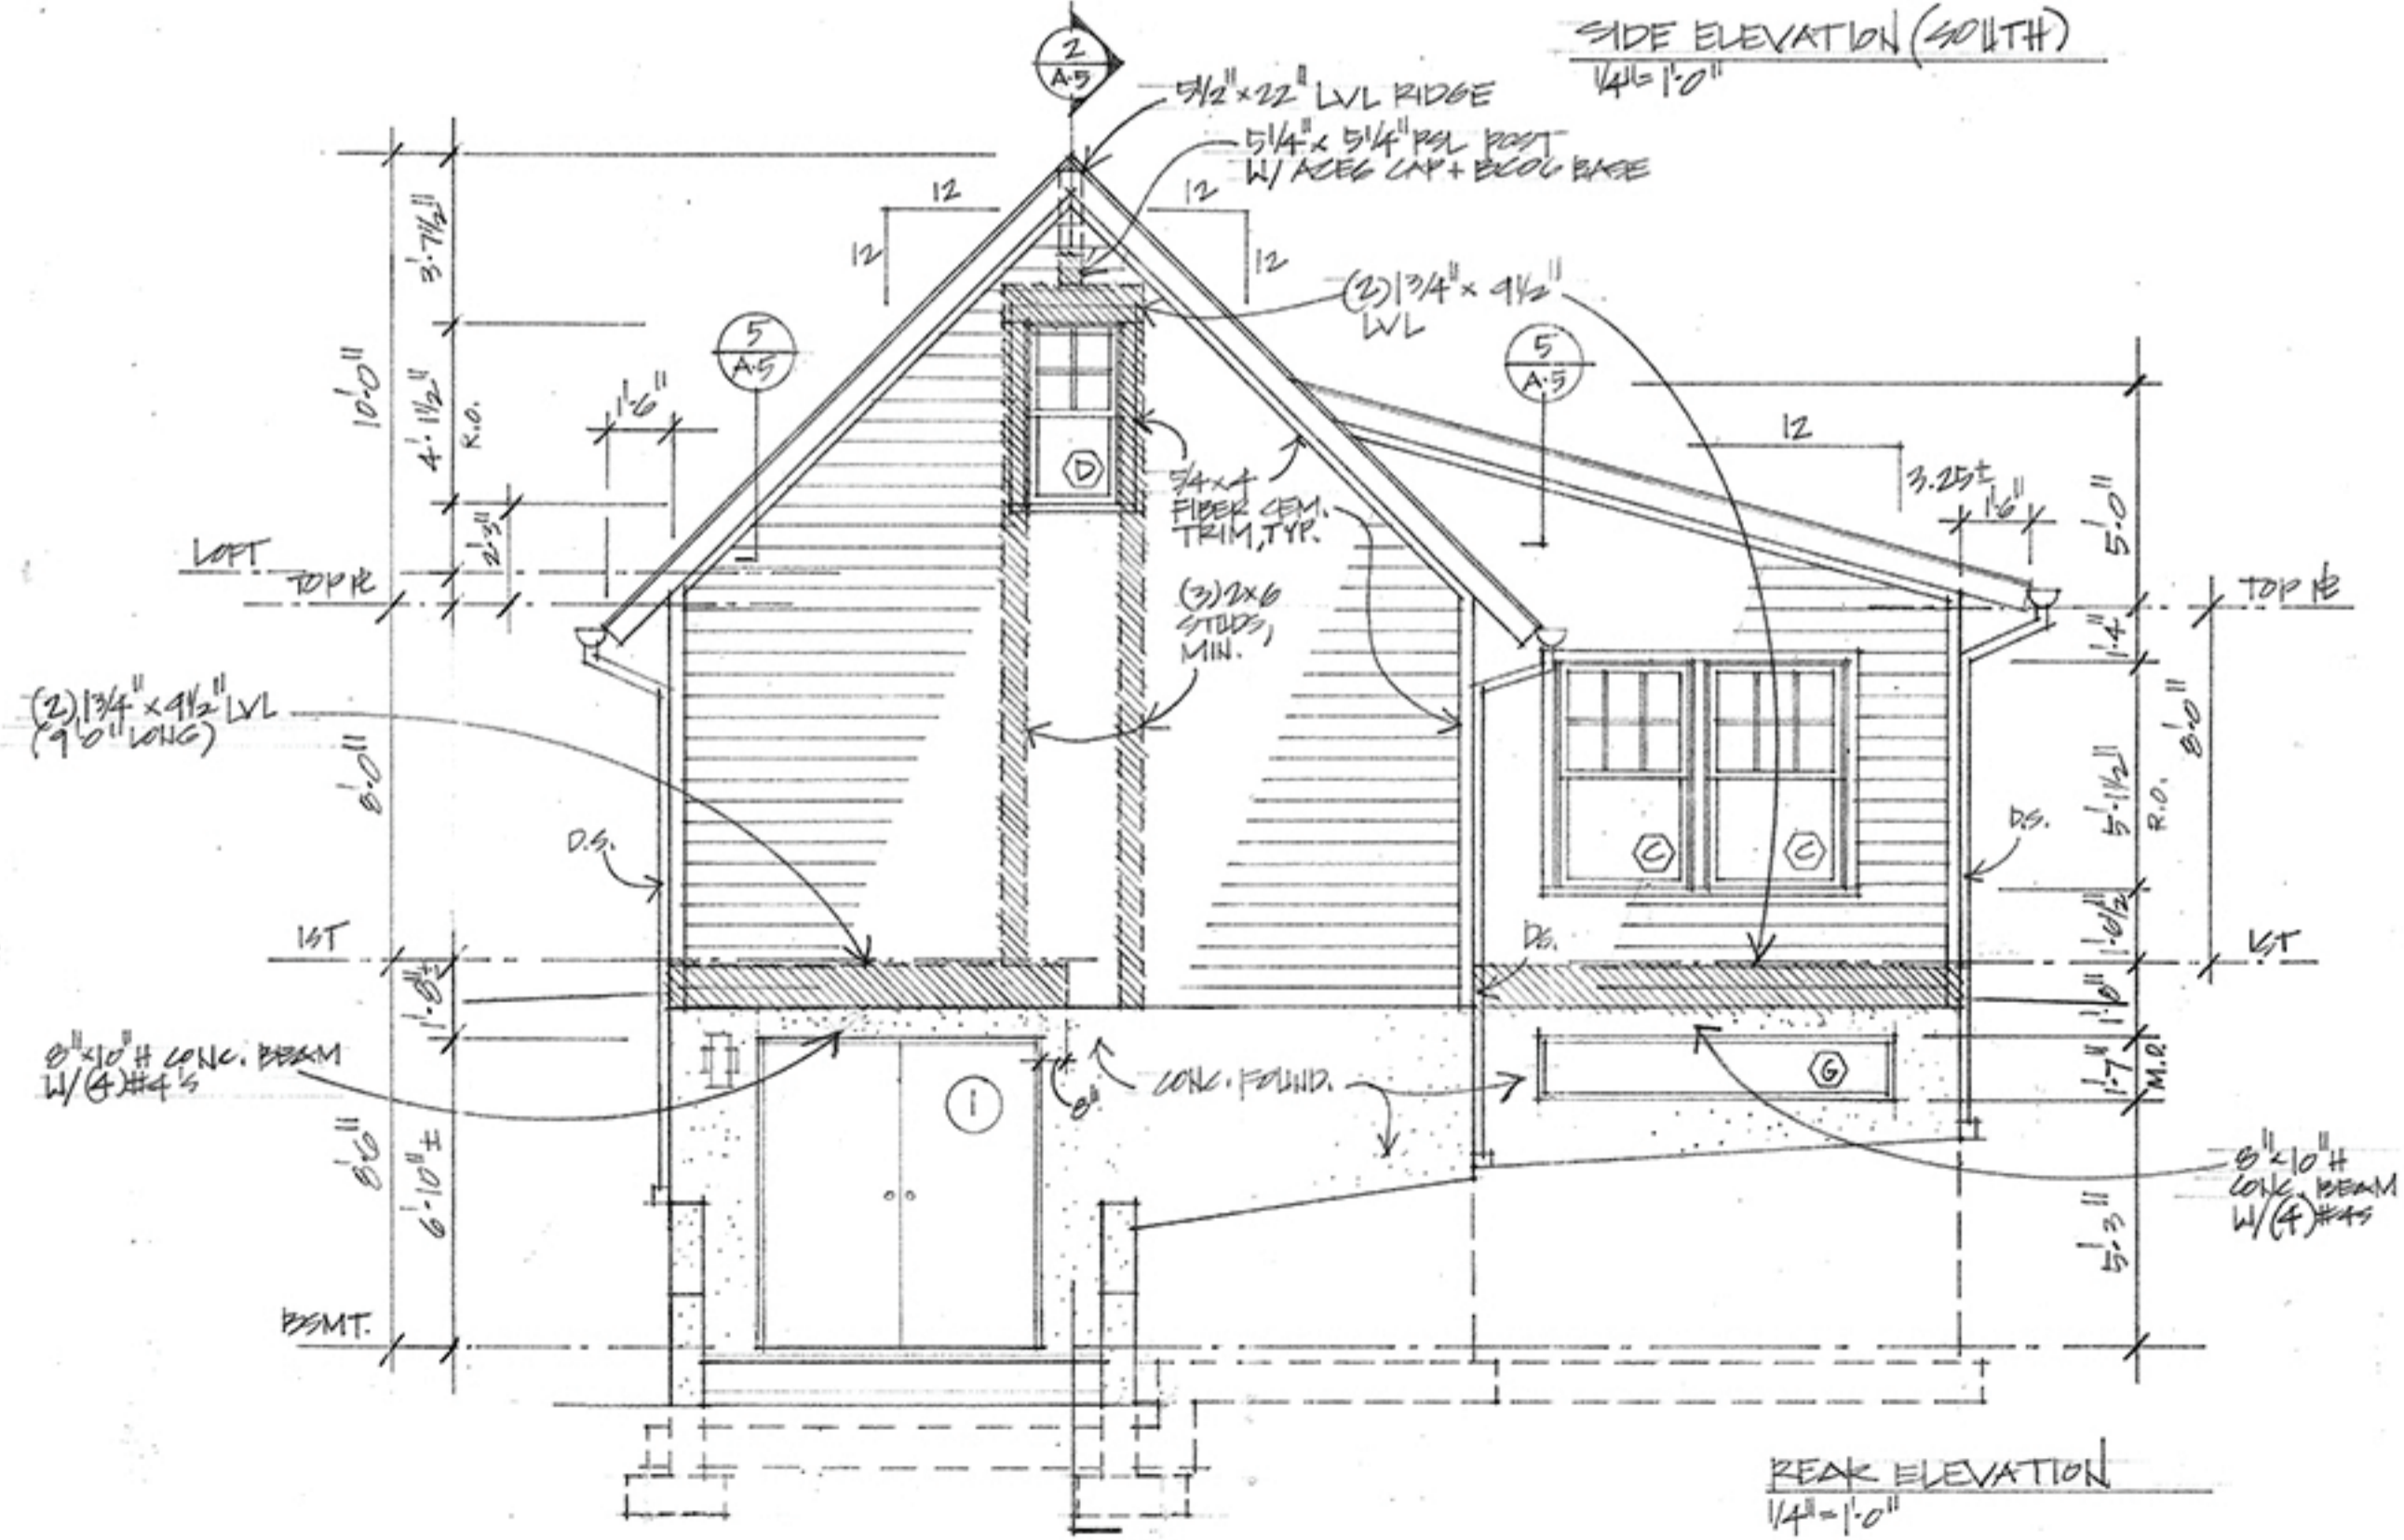 SIDE ELEVATION (SOUTH)
1/4"=1'-0"
2
A-5
5 1/2" x 22" LVL RIDGE
5 1/4" x 5 1/4" PSL POST
W/ ACE6 CAP + BCO6 BASE
12
12
12
12
(2) 1 3/4" x 9 1/2"
LVL
5
A-5
5
A-5
3'-7 1/2"
10'-0"
4'-1 1/2"
R.O.
1'-6"
2'-3"
12
3.25±
1'-6"
5'-0"
5/4 x 4
FIBER CEM.
TRIM, TYP.
D
LOFT
TOP PL
TOP PL
(3) 2x6
STUDS,
MIN.
1'-4"
8'-0"
(2) 1 3/4" x 9 1/2" LVL
(9'-0" LONG)
8'-0"
5'-1 1/2"
R.O.
D.S.
C
C
D.S.
1ST
D.S.
1'-6 1/2"
1ST
1'-8"±
1'-8"
8" x 10" H CONC. BEAM
W/ (4) #4's
1
8"
CONC. FOUND.
G
1'-7"
M.O.
8'-6"
6'-10" ±
8" x 10" H
CONC. BEAM
W/ (4) #4s
5'-3"
BSMT.
REAR ELEVATION
1/4"=1'-0"